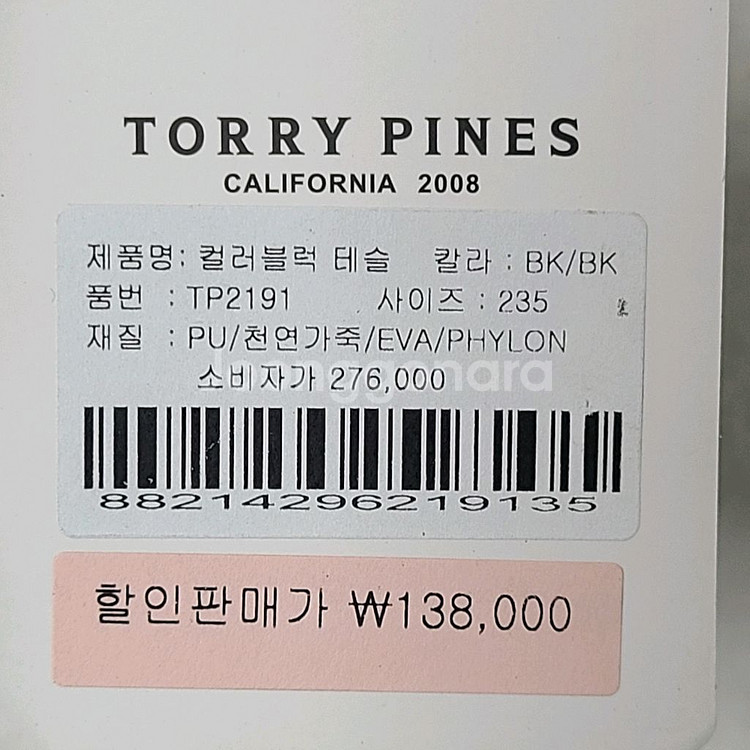 TORRY PINES
CALIFORNIA 2008
제품명: 컬러블럭 테슬 칼라 : BK/BK
품번 : TP2191 사이즈 : 235
재질 : PU/천연가죽/EVA/PHYLON
소비자가 276,000
88214296219135
할인판매가 ₩138,000